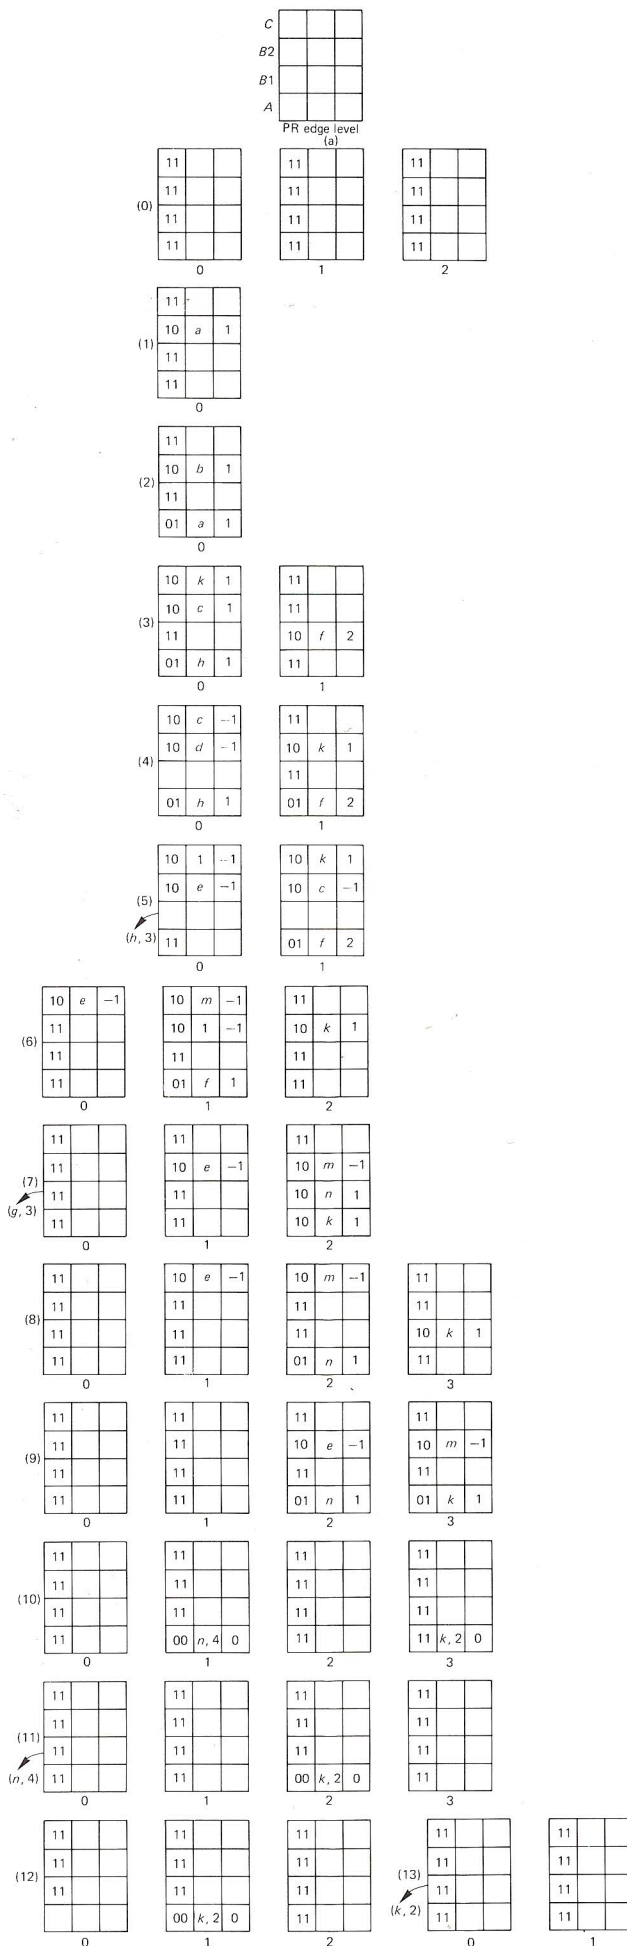 C
B2
B1
A
PR edge level
(a)
11 11 11
11 11 11
(0)
11 11 11
11 11 11
0 1 2
11
10 a 1
(1)
11
11
0
11
10 b 1
(2)
11
01 a 1
0
10 k 1 11
10 c 1 11
(3)
11 10 f 2
01 h 1 11
0 1
10 c −1 11
10 d −1 10 k 1
(4)
11
01 h 1 01 f 2
0 1
10 1 −1 10 k 1
10 e −1 10 c −1
(5)
(h, 3) 11 01 f 2
0 1
10 e −1 10 m −1 11
11 10 1 −1 10 k 1
(6)
11 11 11
11 01 f 1 11
0 1 2
11 11 11
11 10 e −1 10 m −1
(7)
11 11 10 n 1
(g, 3)
11 11 10 k 1
0 1 2
11 10 e −1 10 m −1 11
11 11 11 11
(8)
11 11 11 10 k 1
11 11 01 n 1 11
0 1 2 3
11 11 11 11
11 11 10 e −1 10 m −1
(9)
11 11 11 11
11 11 01 n 1 01 k 1
0 1 2 3
11 11 11 11
11 11 11 11
(10)
11 11 11 11
11 00 n, 4 0 11 11 k, 2 0
0 1 2 3
11 11 11 11
11 11 11 11
(11)
11 11 11 11
(n, 4) 11 11 00 k, 2 0 11
0 1 2 3
11 11 11 11 11
11 11 11 11 11
(12) (13)
11 11 11 11 11
(k, 2)
00 k, 2 0 11 11 11
0 1 2 0 1